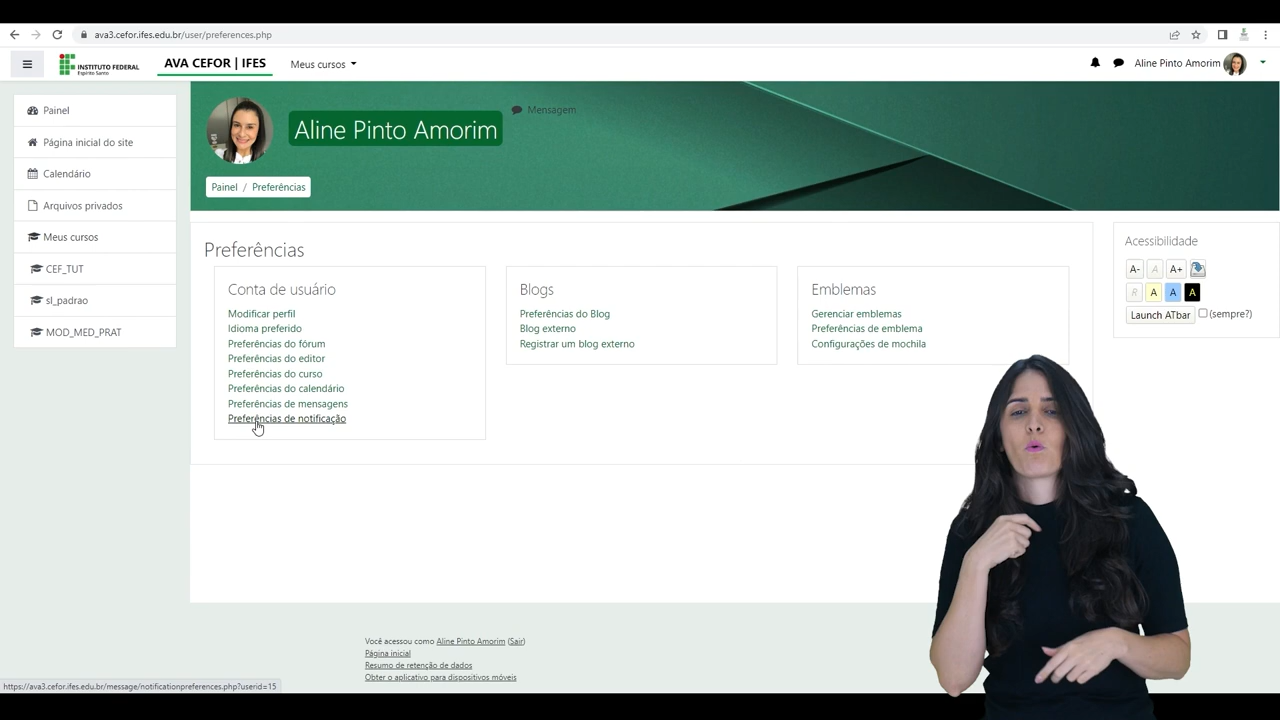 ava3.cefor.ifes.edu.br/user/preferences.php
INSTITUTO FEDERAL
Espírito Santo
AVA CEFOR | IFES
Meus cursos
Aline Pinto Amorim
Painel
Página inicial do site
Calendário
Arquivos privados
Meus cursos
CEF_TUT
sl_padrao
MOD_MED_PRAT
Aline Pinto Amorim
Mensagem
Painel / Preferências
Preferências
Conta de usuário
Modificar perfil
Idioma preferido
Preferências do fórum
Preferências do editor
Preferências do curso
Preferências do calendário
Preferências de mensagens
Preferências de notificação
Blogs
Preferências do Blog
Blog externo
Registrar um blog externo
Emblemas
Gerenciar emblemas
Preferências de emblema
Configurações de mochila
Acessibilidade
A- A A+
R A A A
Launch ATbar (sempre?)
Você acessou como Aline Pinto Amorim (Sair)
Página inicial
Resumo de retenção de dados
Obter o aplicativo para dispositivos móveis
https://ava3.cefor.ifes.edu.br/message/notificationpreferences.php?userid=15